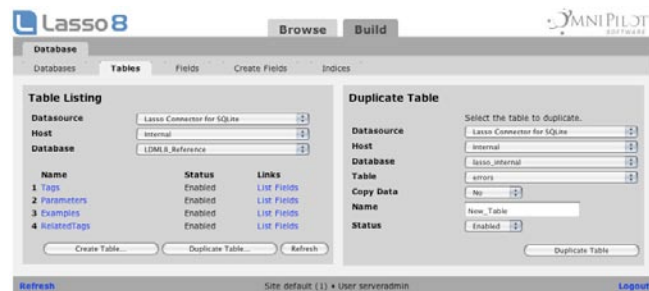 Lasso 8
Browse Build
OMNIPILOT
SOFTWARE
Database
Databases Tables Fields Create Fields Indices
Table Listing
Datasource Lasso Connector for SQLite
Host Internal
Database LDML8_Reference
Name Status Links
1 Tags Enabled List Fields
2 Parameters Enabled List Fields
3 Examples Enabled List Fields
4 RelatedTags Enabled List Fields
Create Table... Duplicate Table... Refresh
Duplicate Table
Select the table to duplicate.
Datasource Lasso Connector for SQLite
Host Internal
Database lasso_internal
Table errors
Copy Data No
Name New_Table
Status Enabled
Duplicate Table
Refresh Site default (1) • User serveradmin Logout